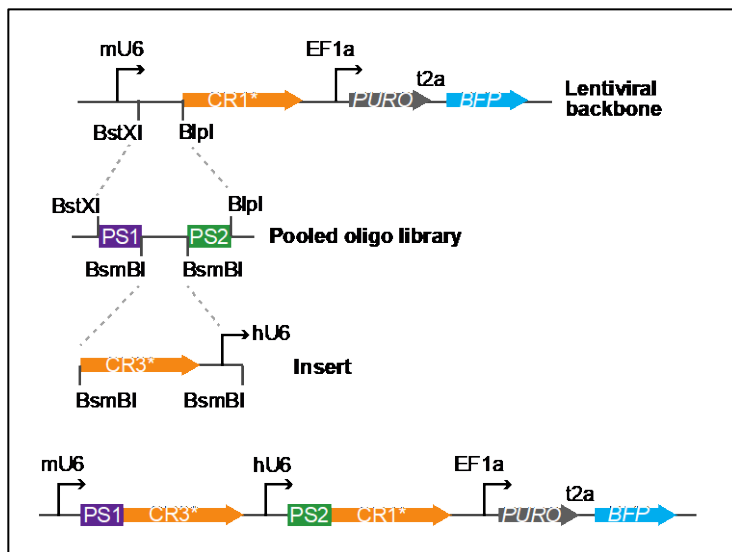 mU6 EF1a t2a
CR1* PURO BFP
Lentiviral
backbone
BstXI BlpI
BstXI BlpI
PS1 PS2 Pooled oligo library
BsmBI BsmBI
hU6
CR3* Insert
BsmBI BsmBI
mU6 hU6 EF1a t2a
PS1 CR3* PS2 CR1* PURO BFP